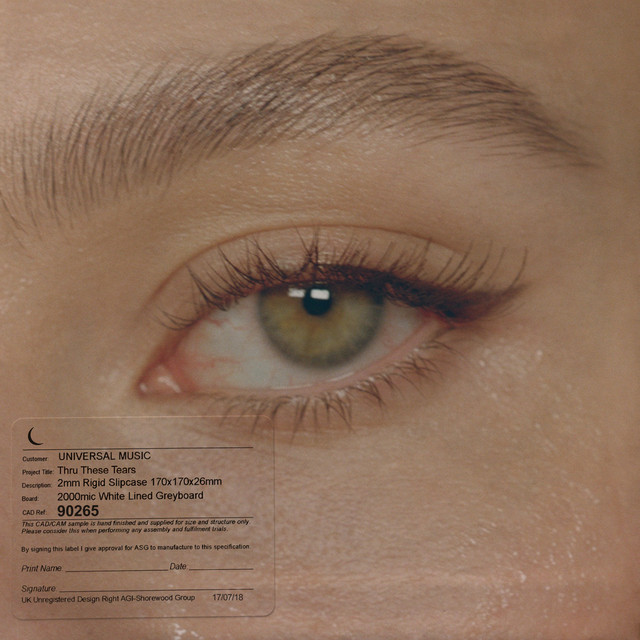 Customer: UNIVERSAL MUSIC
Project Title: Thru These Tears
Description: 2mm Rigid Slipcase 170x170x26mm
Board: 2000mic White Lined Greyboard
CAD Ref: 90265
This CAD/CAM sample is hand finished and supplied for size and structure only
Please consider this when performing any assembly and fulfilment trials.
By signing this label I give approval for ASG to manufacture to this specification
Print Name: Date
Signature
UK Unregistered Design Right AGI-Shorewood Group 17/07/18